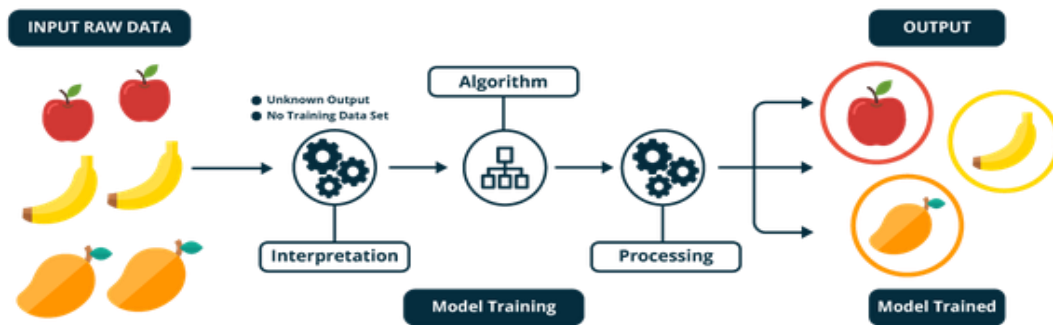 INPUT RAW DATA
OUTPUT
Algorithm
Unknown Output
No Training Data Set
Interpretation
Processing
Model Training
Model Trained